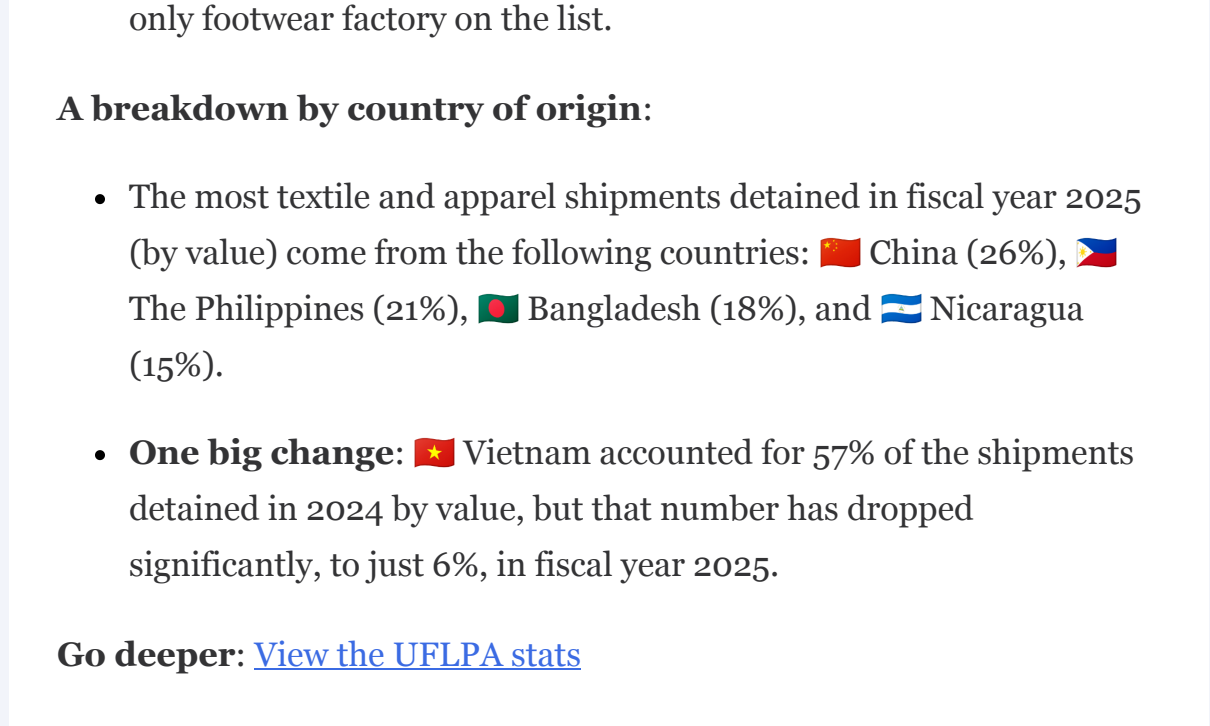 only footwear factory on the list.
A breakdown by country of origin:
• The most textile and apparel shipments detained in fiscal year 2025
(by value) come from the following countries: 🇨🇳 China (26%), 🇵🇭
The Philippines (21%), 🇧🇩 Bangladesh (18%), and 🇳🇮 Nicaragua
(15%).
• One big change: 🇻🇳 Vietnam accounted for 57% of the shipments
detained in 2024 by value, but that number has dropped
significantly, to just 6%, in fiscal year 2025.
Go deeper: View the UFLPA stats